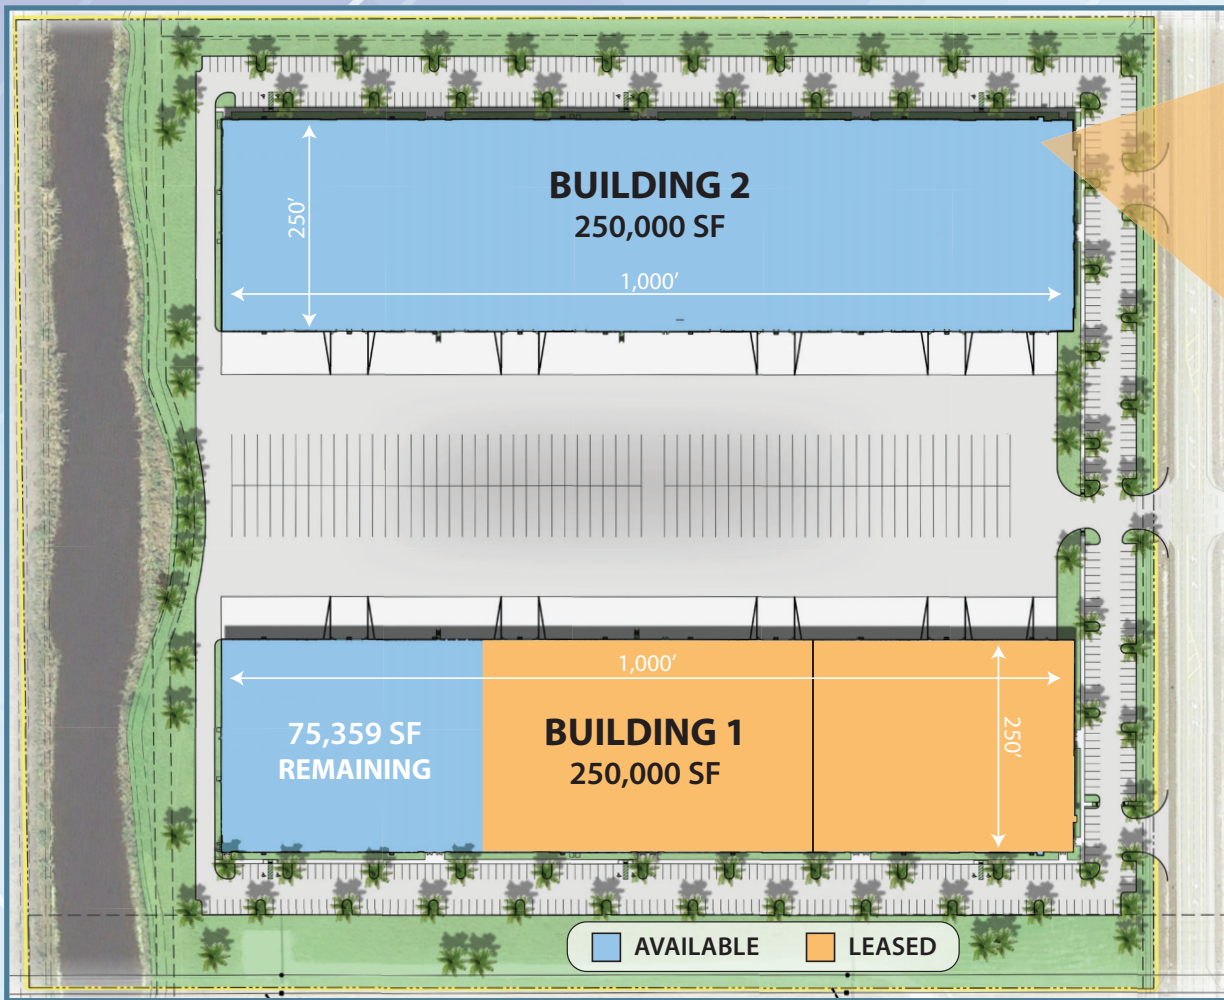 BUILDING 2
250,000 SF
250'
1,000'
1,000'
75,359 SF
REMAINING
BUILDING 1
250,000 SF
250'
AVAILABLE
LEASED